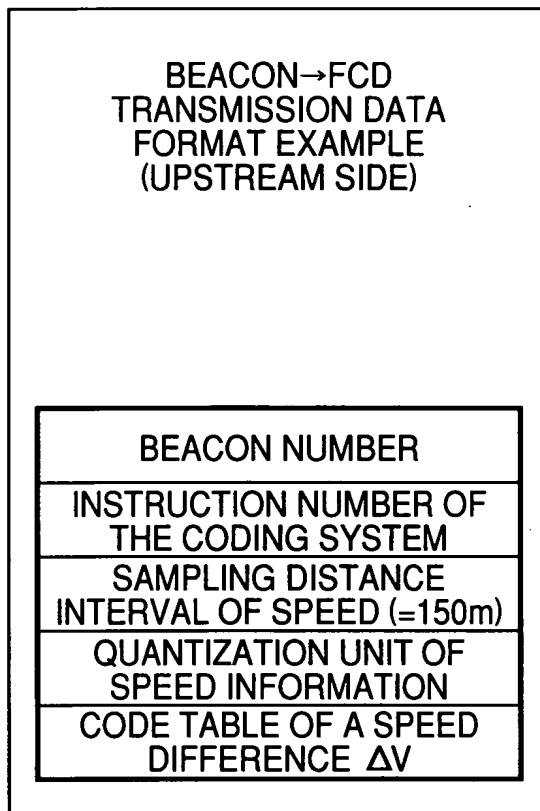 BEACON→FCD
TRANSMISSION DATA
FORMAT EXAMPLE
(UPSTREAM SIDE)
BEACON NUMBER
INSTRUCTION NUMBER OF
THE CODING SYSTEM
SAMPLING DISTANCE
INTERVAL OF SPEED (=150m)
QUANTIZATION UNIT OF
SPEED INFORMATION
CODE TABLE OF A SPEED
DIFFERENCE ΔV